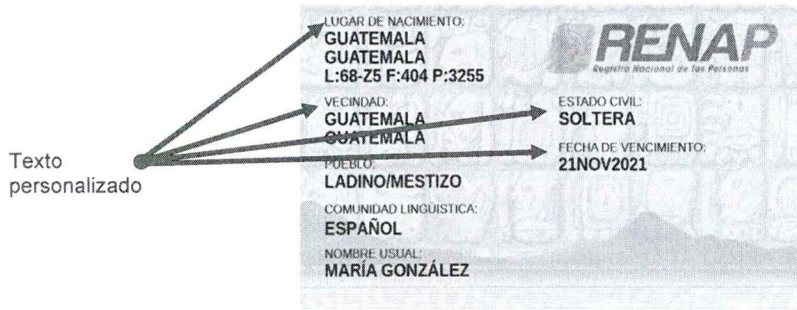 LUGAR DE NACIMIENTO:
GUATEMALA
GUATEMALA
L:68-Z5 F:404 P:3255
RENAP
Registro Nacional de las Personas
VECINDAD:
GUATEMALA
GUATEMALA
ESTADO CIVIL:
SOLTERA
FECHA DE VENCIMIENTO:
21NOV2021
Texto
personalizado
PUEBLO:
LADINO/MESTIZO
COMUNIDAD LINGÜISTICA:
ESPAÑOL
NOMBRE USUAL:
MARÍA GONZÁLEZ